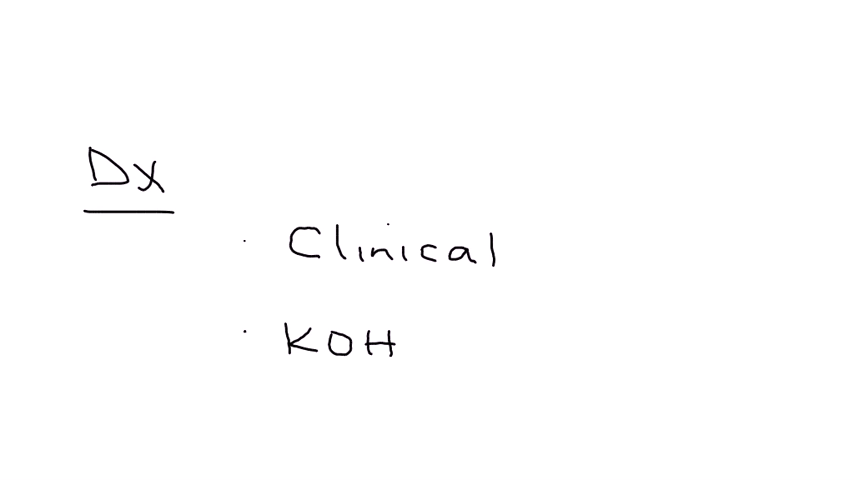 Dx
· Clinical
· KOH